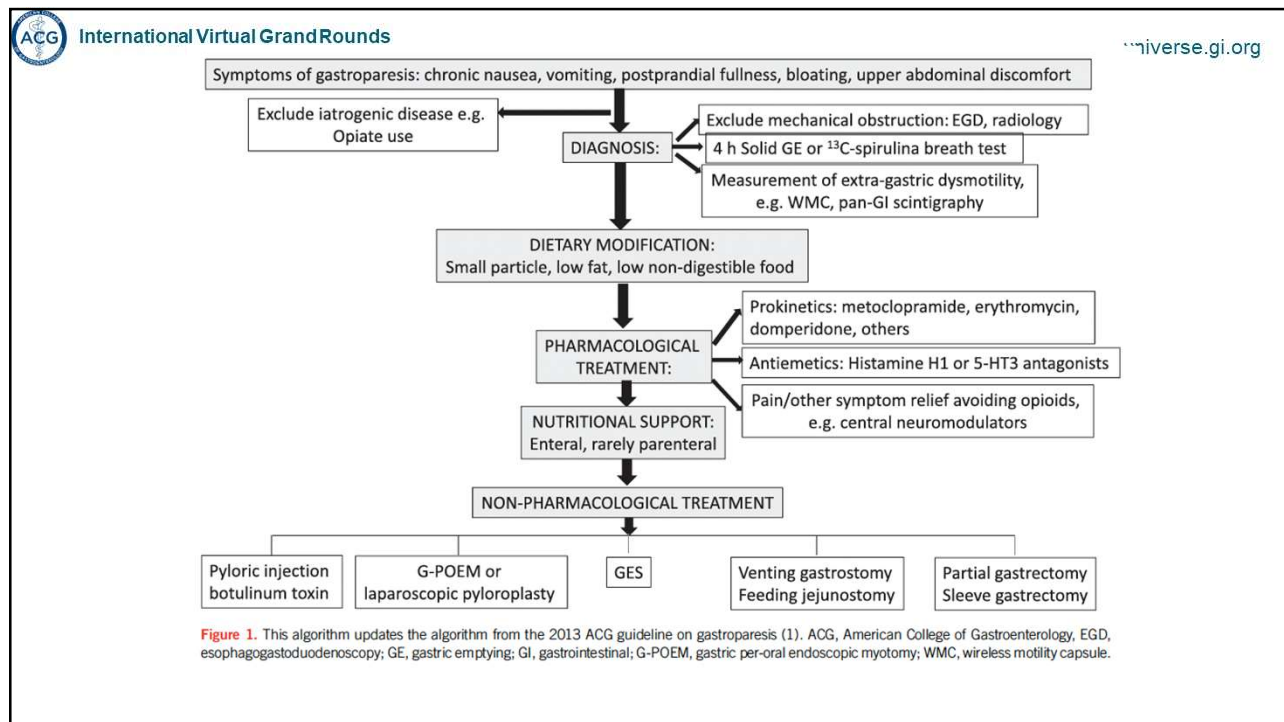 ACG
International Virtual Grand Rounds
universe.gi.org
Symptoms of gastroparesis: chronic nausea, vomiting, postprandial fullness, bloating, upper abdominal discomfort
Exclude iatrogenic disease e.g.
Opiate use
DIAGNOSIS:
Exclude mechanical obstruction: EGD, radiology
4 h Solid GE or ¹³C-spirulina breath test
Measurement of extra-gastric dysmotility,
e.g. WMC, pan-GI scintigraphy
DIETARY MODIFICATION:
Small particle, low fat, low non-digestible food
PHARMACOLOGICAL
TREATMENT:
Prokinetics: metoclopramide, erythromycin,
domperidone, others
Antiemetics: Histamine H1 or 5-HT3 antagonists
Pain/other symptom relief avoiding opioids,
e.g. central neuromodulators
NUTRITIONAL SUPPORT:
Enteral, rarely parenteral
NON-PHARMACOLOGICAL TREATMENT
Pyloric injection
botulinum toxin
G-POEM or
laparoscopic pyloroplasty
GES
Venting gastrostomy
Feeding jejunostomy
Partial gastrectomy
Sleeve gastrectomy
Figure 1. This algorithm updates the algorithm from the 2013 ACG guideline on gastroparesis (1). ACG, American College of Gastroenterology, EGD,
esophagogastoduodenoscopy; GE, gastric emptying; GI, gastrointestinal; G-POEM, gastric per-oral endoscopic myotomy; WMC, wireless motility capsule.